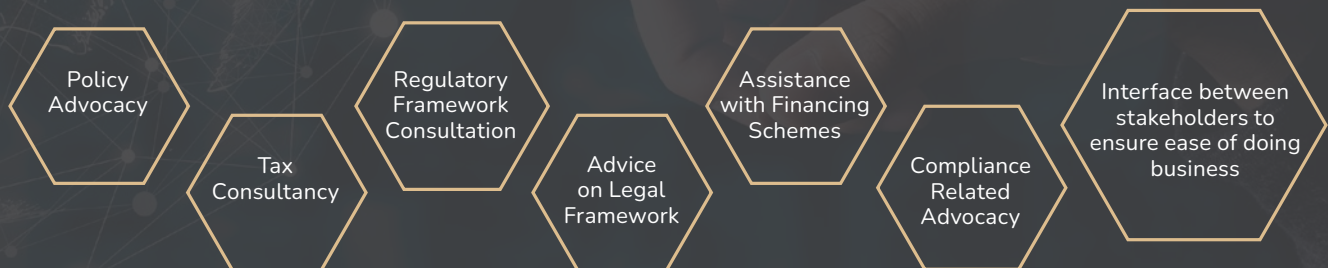 Policy
Advocacy
Tax
Consultancy
Regulatory
Framework
Consultation
Advice
on Legal
Framework
Assistance
with Financing
Schemes
Compliance
Related
Advocacy
Interface between
stakeholders to
ensure ease of doing
business